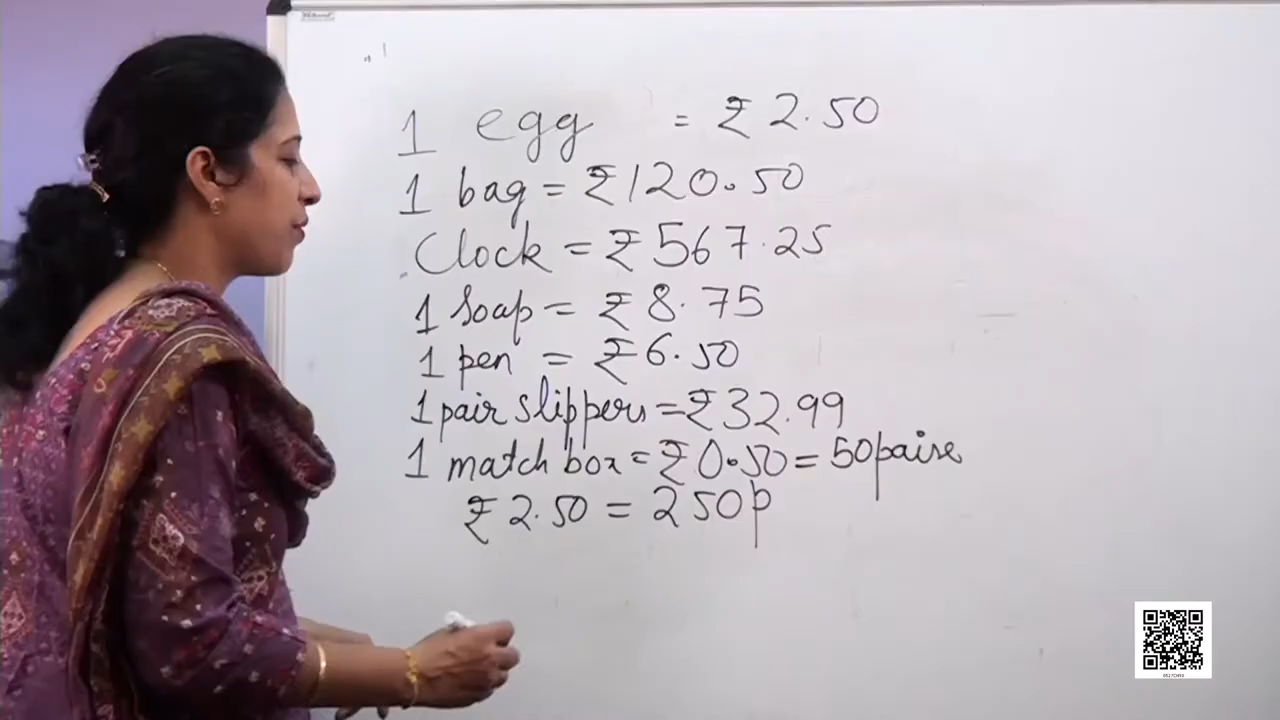 1 egg = ₹ 2.50
1 bag = ₹120.50
Clock = ₹ 567.25
1 Soap = ₹ 8.75
1 pen = ₹ 6.50
1 pair slippers = ₹32.99
1 match box = ₹0.50 = 50 paise
₹ 2.50 = 250p